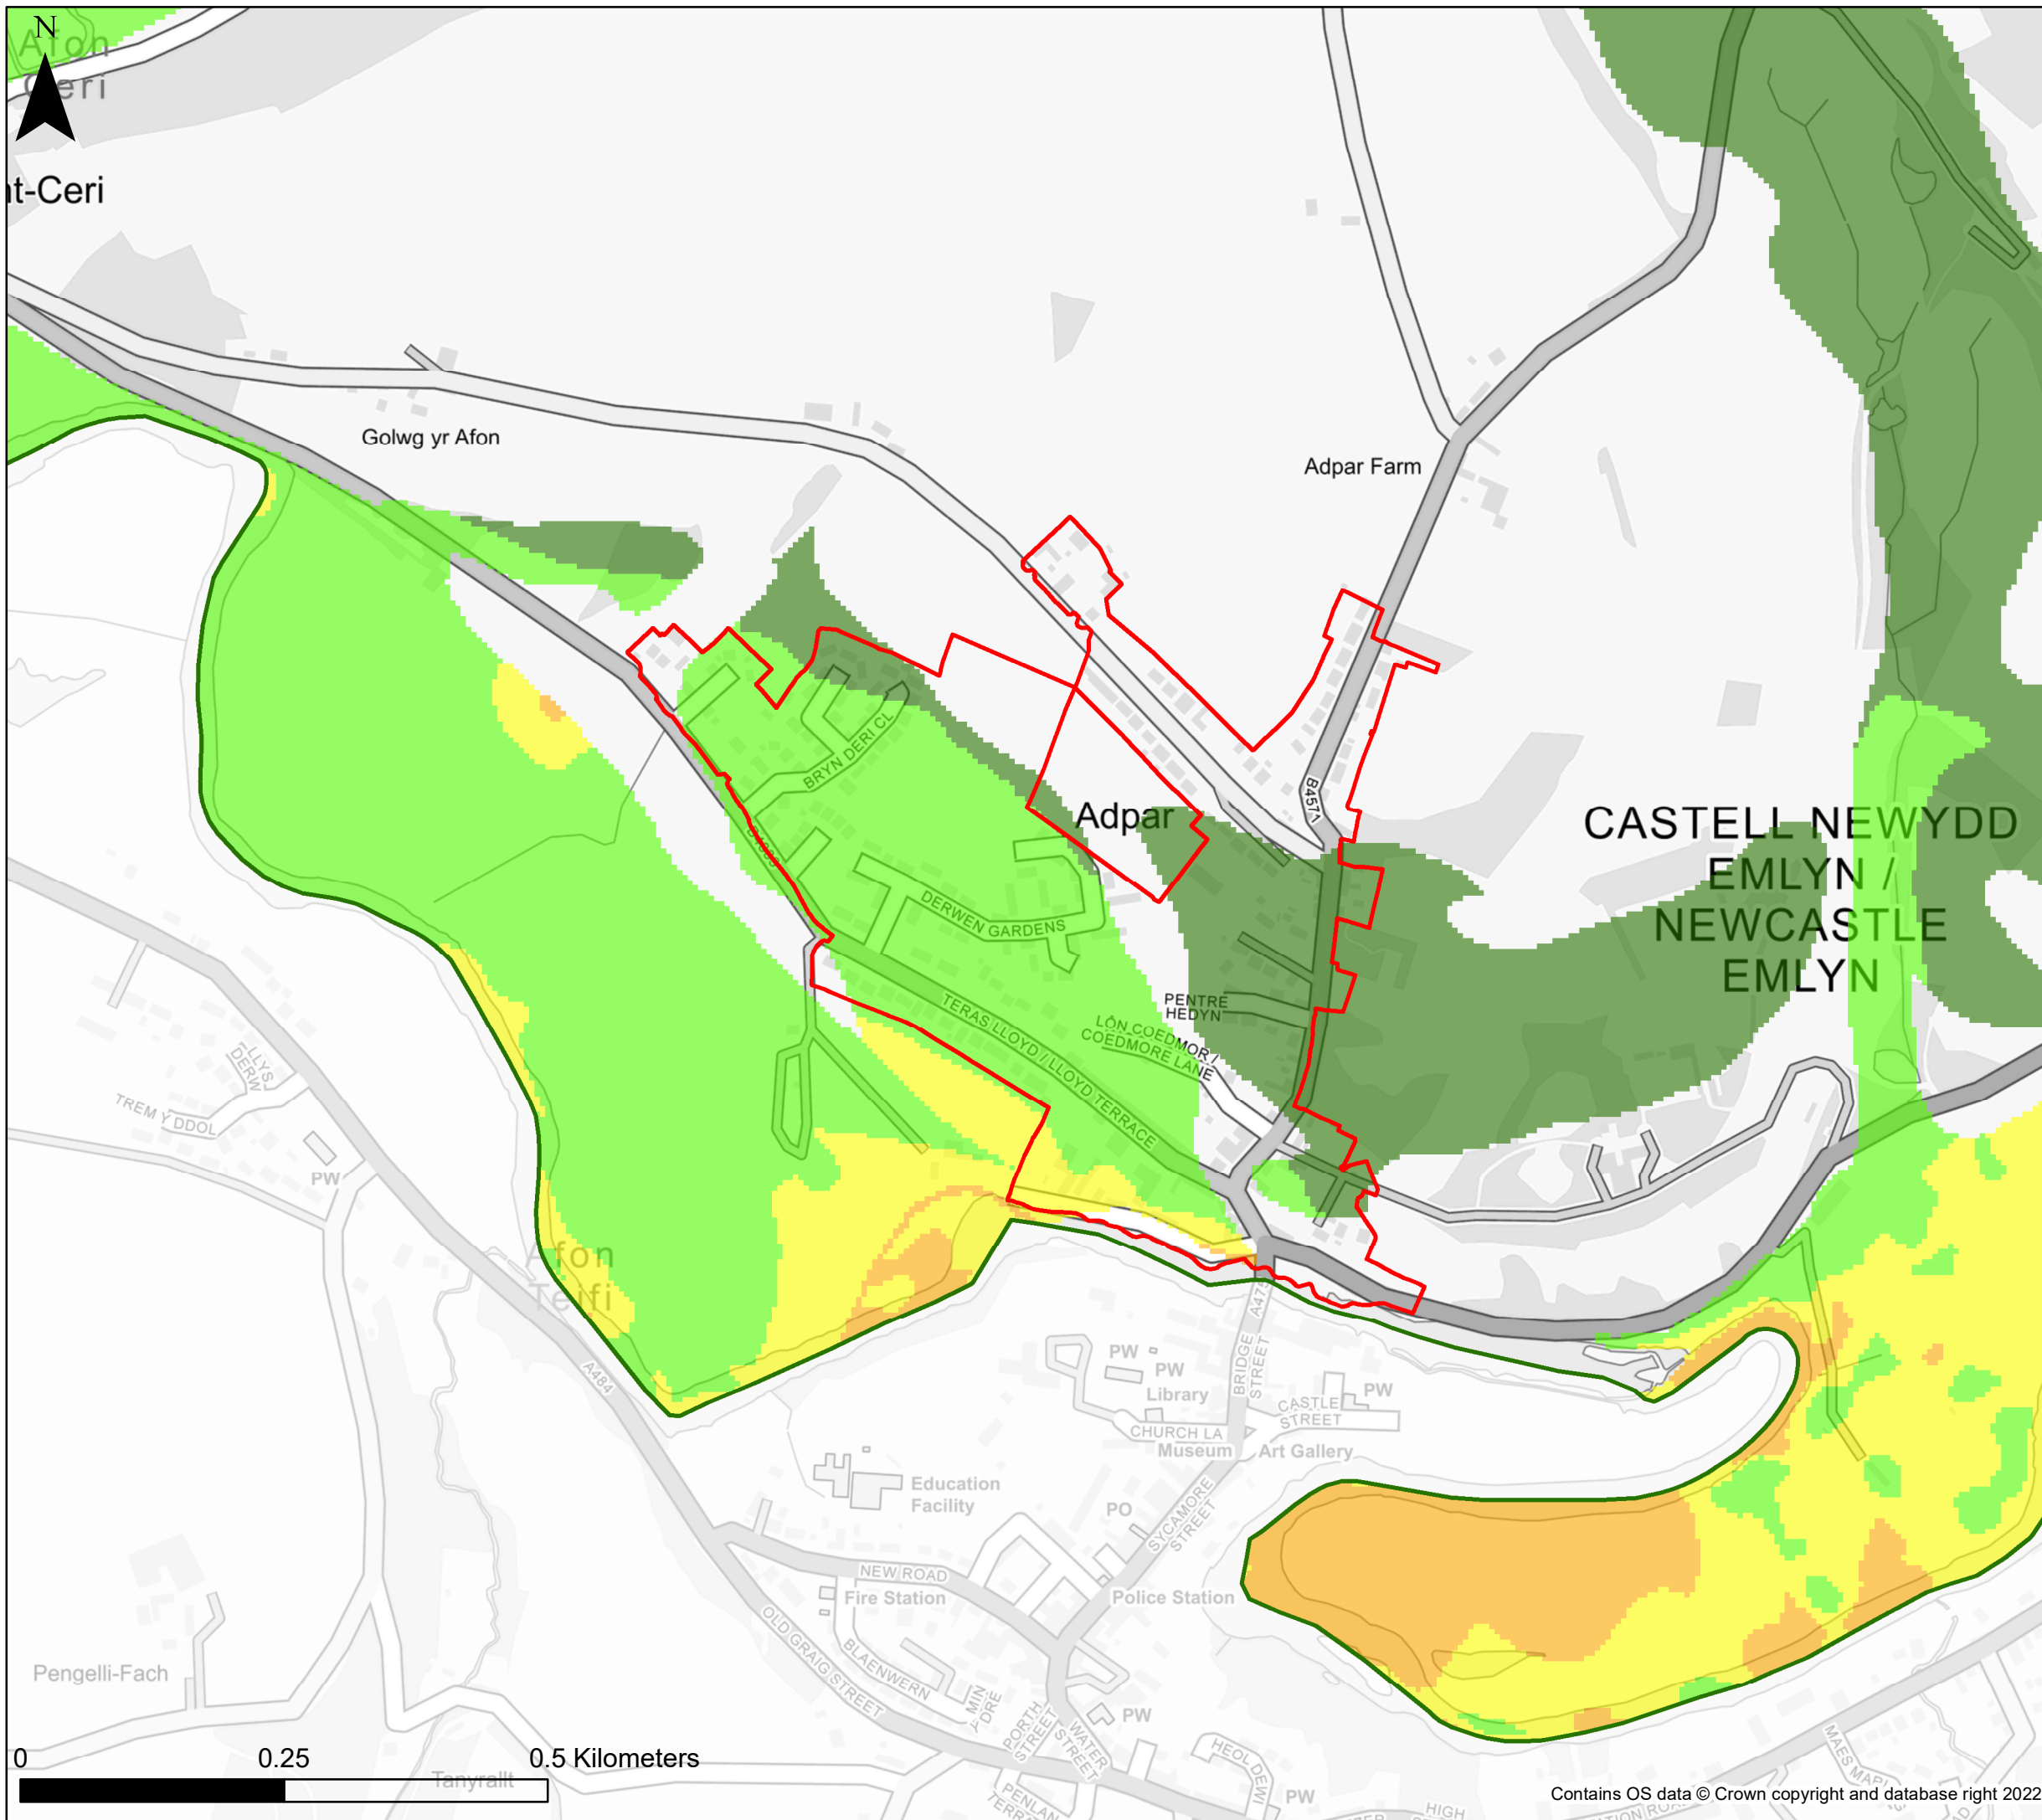 N
Afon
Ceri
nt-Ceri
Golwg yr Afon
Adpar Farm
BRYN DERI CL
B4571
Adpar
CASTELL NEWYDD
EMLYN /
NEWCASTLE
EMLYN
DERWEN GARDENS
PENTRE
HEDYN
TERAS LLOYD / LLOYD TERRACE
LÔN COEDMOR /
COEDMORE LANE
LLYS
DERW
TREM Y DDOL
PW
Afon
Teifi
A484
A475
BRIDGE
STREET
PW
PW
Library
PW
CASTLE
STREET
CHURCH LA
Museum
Art Gallery
Education
Facility
PO
SYCAMORE
STREET
NEW ROAD
Fire Station
Police Station
OLD GRAIG STREET
BLAENWERN
Y MIN
DRE
PORTH
STREET
WATER
STREET
PW
Pengelli-Fach
HEOL DEWI
PW
MAES MARL
0
0.25
0.5 Kilometers
Tanyrallt
PENLAN
TERRA
HIGH
Contains OS data © Crown copyright and database right 2022